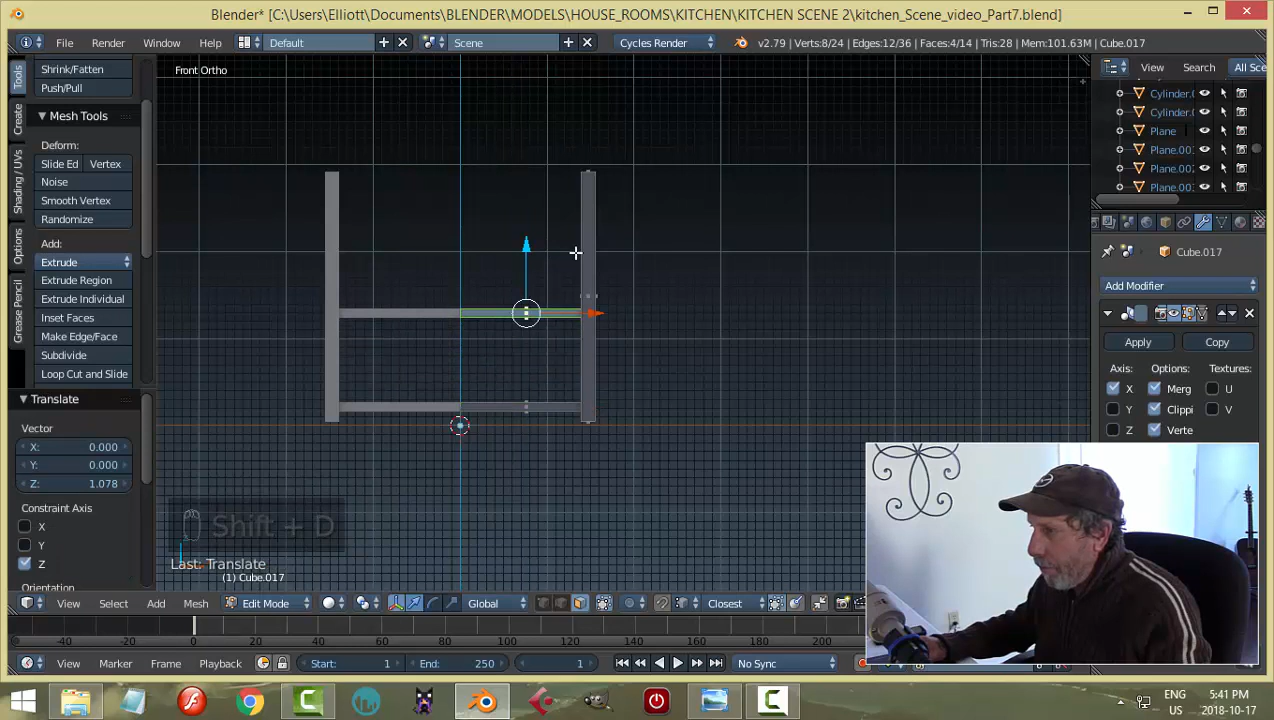 Blender* [C:\Users\Elliott\Documents\BLENDER\MODELS\HOUSE_ROOMS\KITCHEN\KITCHEN SCENE 2\kitchen_Scene_video_Part7.blend]
File Render Window Help Default Scene Cycles Render v2.79 | Verts:8/24 | Edges:12/36 | Faces:4/14 | Tris:28 | Mem:101.63M | Cube.017
Tools
Create
Shading / UVs
Options
Grease Pencil
Shrink/Fatten
Push/Pull
Mesh Tools
Deform:
Slide Ed Vertex
Noise
Smooth Vertex
Randomize
Add:
Extrude
Extrude Region
Extrude Individual
Inset Faces
Make Edge/Face
Subdivide
Loop Cut and Slide
Translate
Vector
X: 0.000
Y: 0.000
Z: 1.078
Constraint Axis
X
Y
Z
Orientation
Front Ortho
Shift + D
Last: Translate
(1) Cube.017
View Search All Sce
Cylinder.
Cylinder.
Plane
Plane.00
Plane.00
Plane.00
Cube.017
Add Modifier
Apply Copy
Axis: Options: Textures:
X Merg U
Y Clippi V
Z Verte
View Select Add Mesh Edit Mode Global Closest
-40 -20 0 20 40 60 80 100 120 140 160 180 200
View Marker Frame Playback Start: 1 End: 250 1 No Sync
ENG 5:41 PM
US 2018-10-17